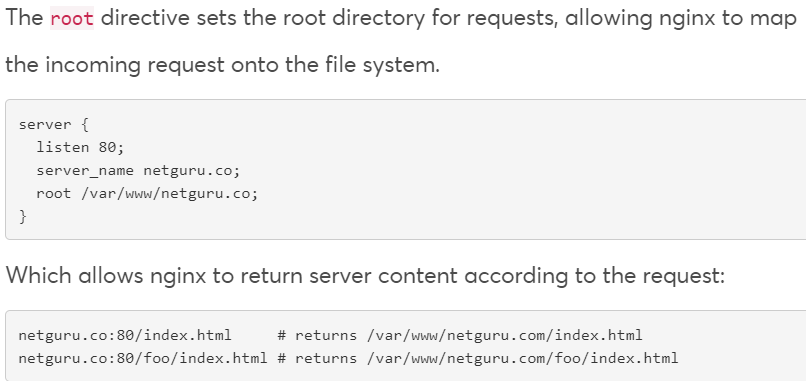 The root directive sets the root directory for requests, allowing nginx to map
the incoming request onto the file system.
server {
  listen 80;
  server_name netguru.co;
  root /var/www/netguru.co;
}
Which allows nginx to return server content according to the request:
netguru.co:80/index.html     # returns /var/www/netguru.com/index.html
netguru.co:80/foo/index.html # returns /var/www/netguru.com/foo/index.html